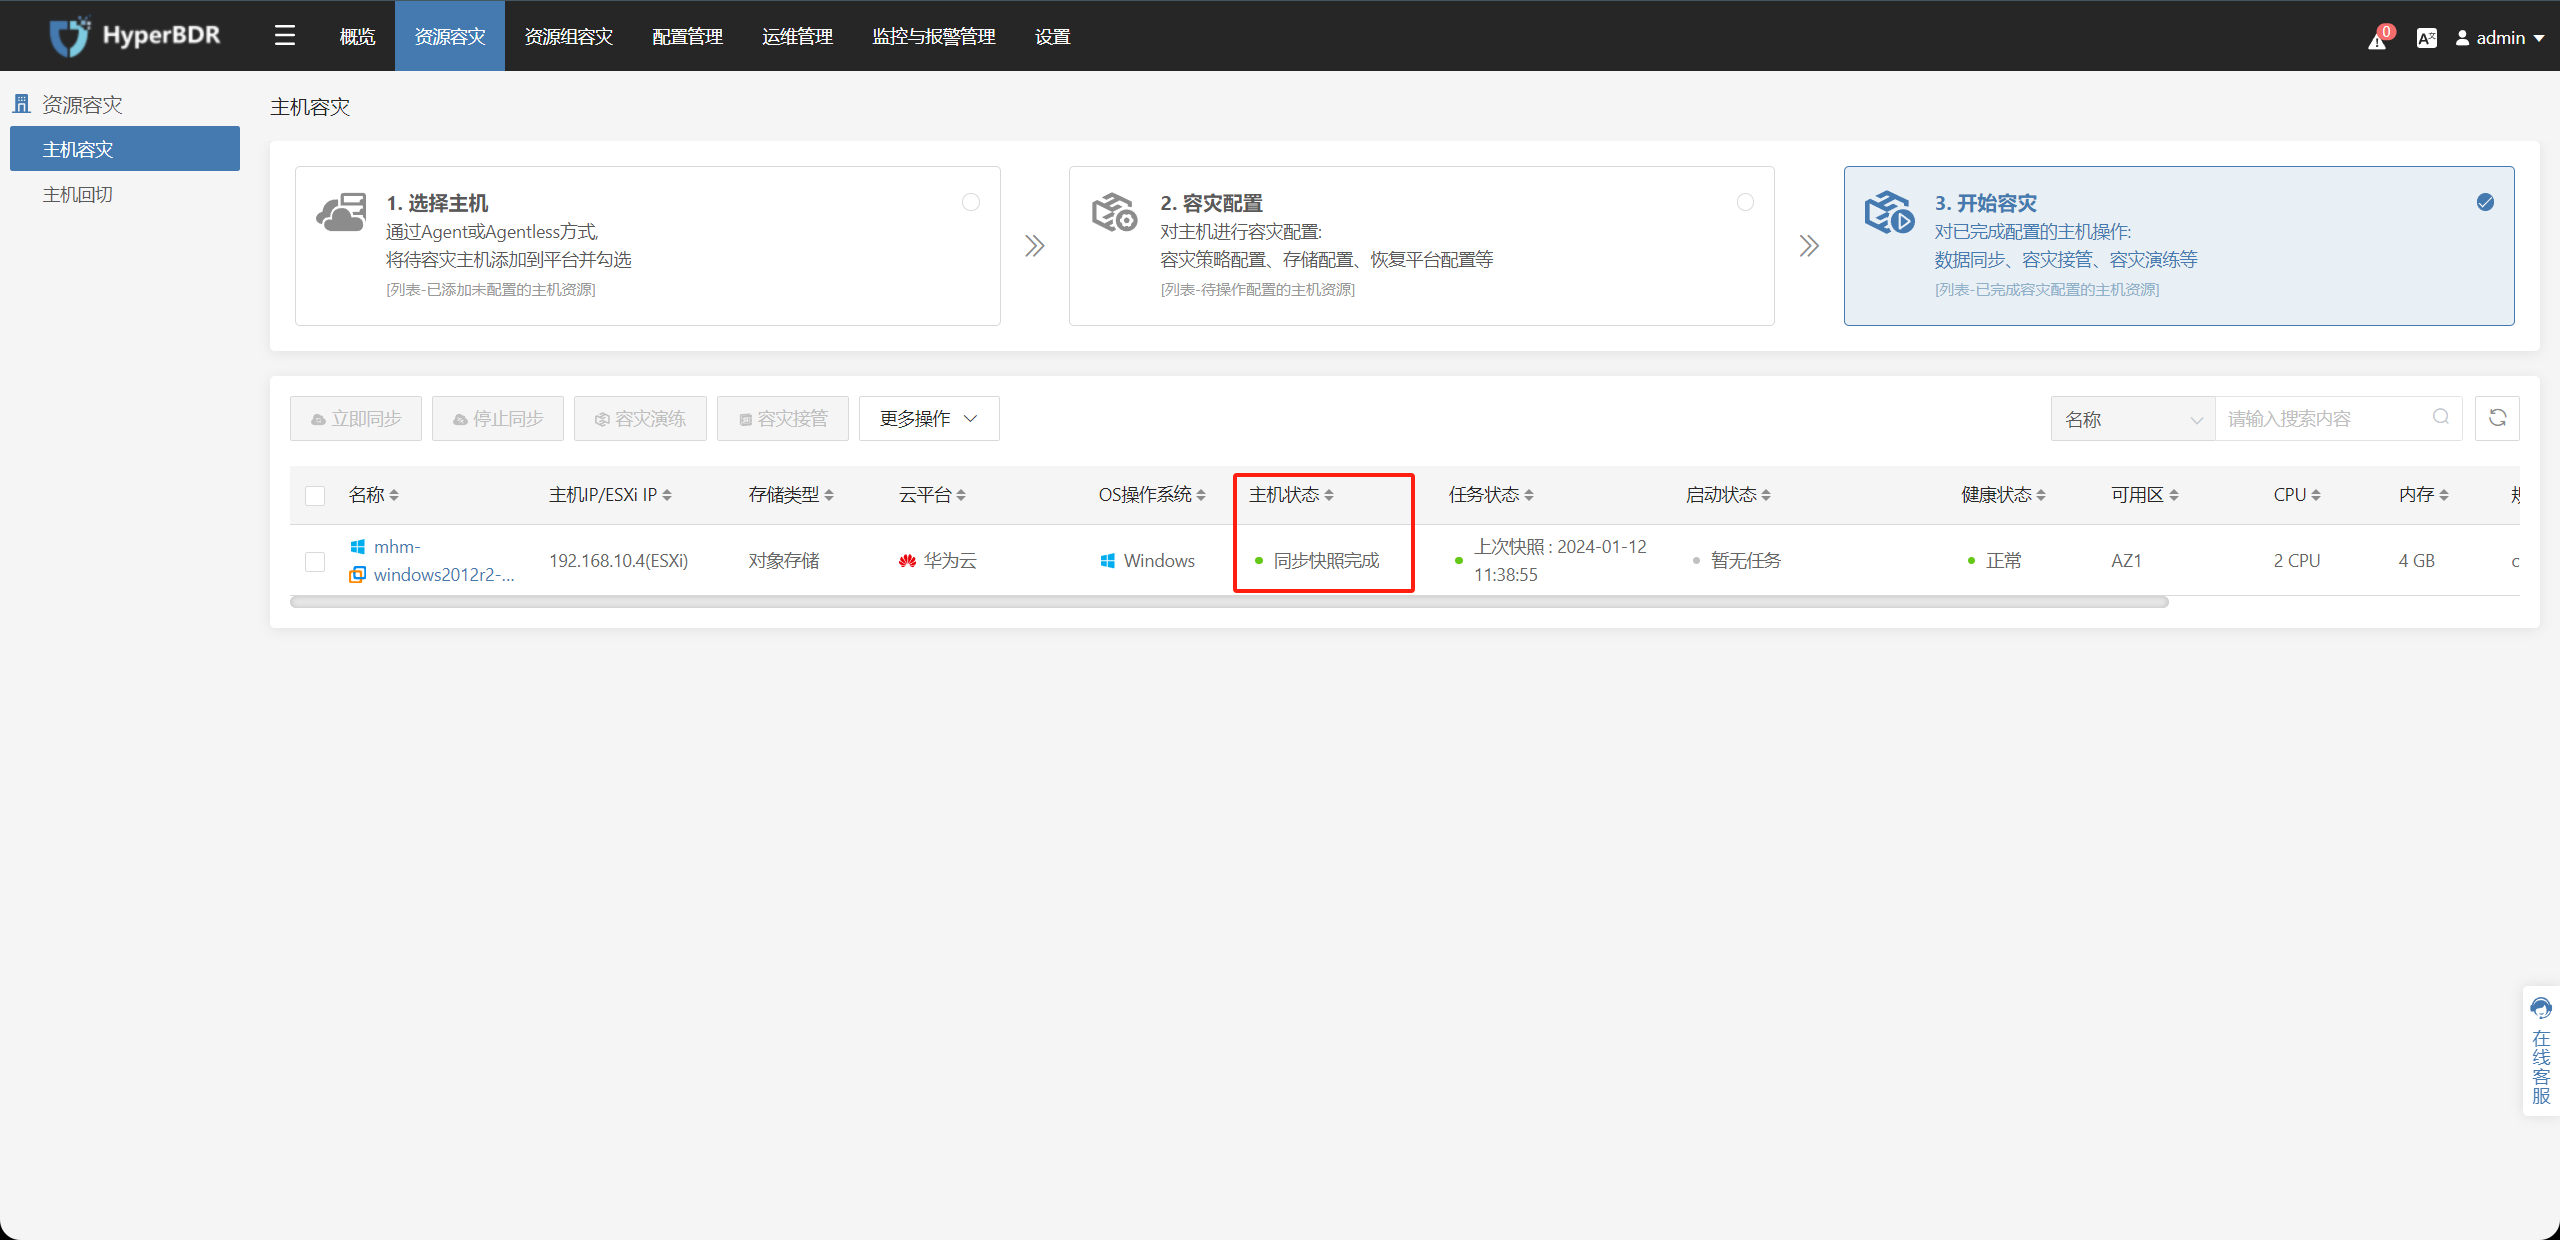 HyperBDR
概览
资源容灾
资源组容灾
配置管理
运维管理
监控与报警管理
设置
0
admin
资源容灾
主机容灾
主机回切
主机容灾
1. 选择主机
通过Agent或Agentless方式,
将待容灾主机添加到平台并勾选
[列表-已添加未配置的主机资源]
2. 容灾配置
对主机进行容灾配置:
容灾策略配置、存储配置、恢复平台配置等
[列表-待操作配置的主机资源]
3. 开始容灾
对已完成配置的主机操作:
数据同步、容灾接管、容灾演练等
[列表-已完成容灾配置的主机资源]
立即同步
停止同步
容灾演练
容灾接管
更多操作
名称
请输入搜索内容
名称
主机IP/ESXi IP
存储类型
云平台
OS操作系统
主机状态
任务状态
启动状态
健康状态
可用区
CPU
内存
mhm-
windows2012r2-...
192.168.10.4(ESXi)
对象存储
华为云
Windows
同步快照完成
上次快照 : 2024-01-12
11:38:55
暂无任务
正常
AZ1
2 CPU
4 GB
在线客服